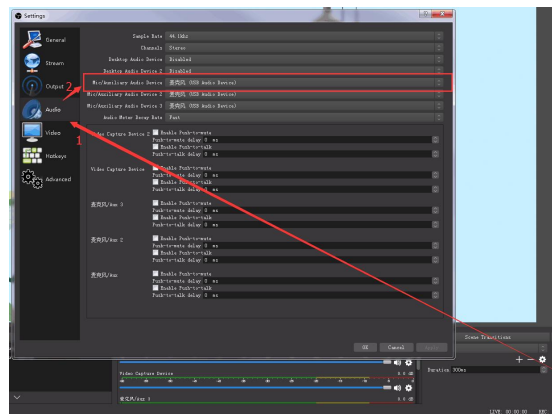 Settings
General
Stream
Output
Audio
Video
Hotkeys
Advanced
2
1
Sample Rate 44.1khz
Channels Stereo
Desktop Audio Device Disabled
Desktop Audio Device 2 Disabled
Mic/Auxiliary Audio Device 麦克风 (USB Audio Device)
Mic/Auxiliary Audio Device 2 麦克风 (USB Audio Device)
Mic/Auxiliary Audio Device 3 麦克风 (USB Audio Device)
Audio Meter Decay Rate Fast
Capture Device 2 Enable Push-to-mute
Push-to-mute delay 0 ms
Enable Push-to-talk
Push-to-talk delay 0 ms
Video Capture Device Enable Push-to-mute
Push-to-mute delay 0 ms
Enable Push-to-talk
Push-to-talk delay 0 ms
麦克风/Aux 3 Enable Push-to-mute
Push-to-mute delay 0 ms
Enable Push-to-talk
Push-to-talk delay 0 ms
麦克风/Aux 2 Enable Push-to-mute
Push-to-mute delay 0 ms
Enable Push-to-talk
Push-to-talk delay 0 ms
麦克风/Aux Enable Push-to-mute
Push-to-mute delay 0 ms
Enable Push-to-talk
Push-to-talk delay 0 ms
OK Cancel Apply
Scene Transitions
Duration 300ms
Video Capture Device 0.0 dB
麦克风/Aux 3 0.0 dB
LIVE: 00:00:00 REC